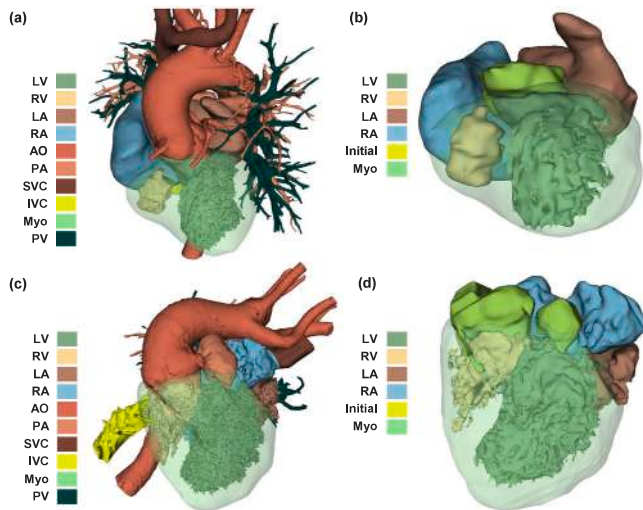 (a)
LV
RV
LA
RA
AO
PA
SVC
IVC
Myo
PV
(b)
LV
RV
LA
RA
Initial
Myo
(c)
LV
RV
LA
RA
AO
PA
SVC
IVC
Myo
PV
(d)
LV
RV
LA
RA
Initial
Myo